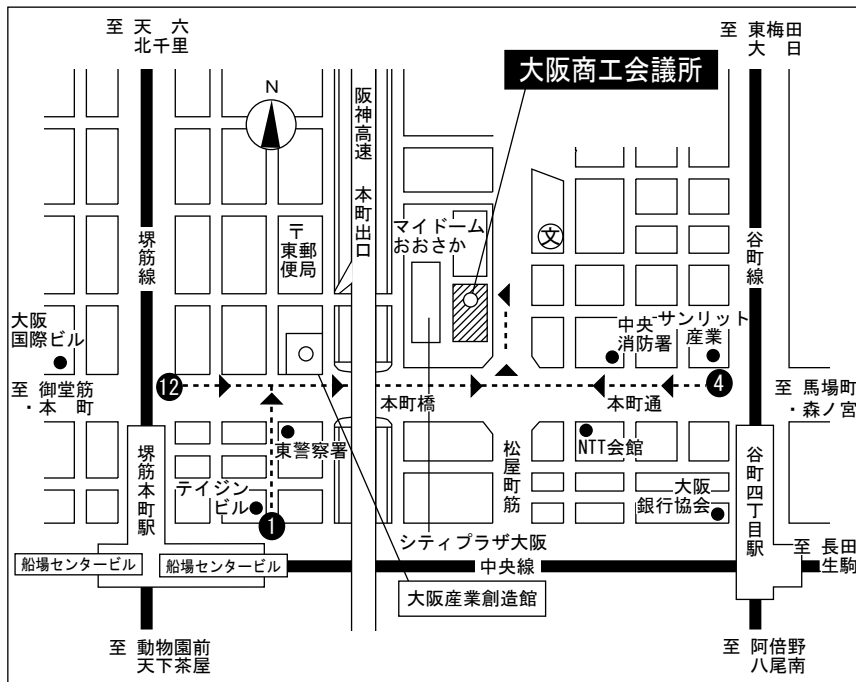 至 天六
北千里
至 東梅田
大日
大阪商工会議所
N
阪神高速 本町出口
堺筋線
谷町線
〒
東郵
便局
マイドーム
おおさか
文
大阪
国際ビル
中央
消防署
サンリット
産業
至 御堂筋
・本町
12
4
本町橋
本町通
至 馬場町
・森ノ宮
堺筋本町駅
東警察署
テイジン
ビル
1
松屋町筋
NTT会館
大阪
銀行協会
谷町四丁目駅
シティプラザ大阪
船場センタービル
船場センタービル
中央線
至 長田
生駒
大阪産業創造館
至 動物園前
天下茶屋
至 阿倍野
八尾南